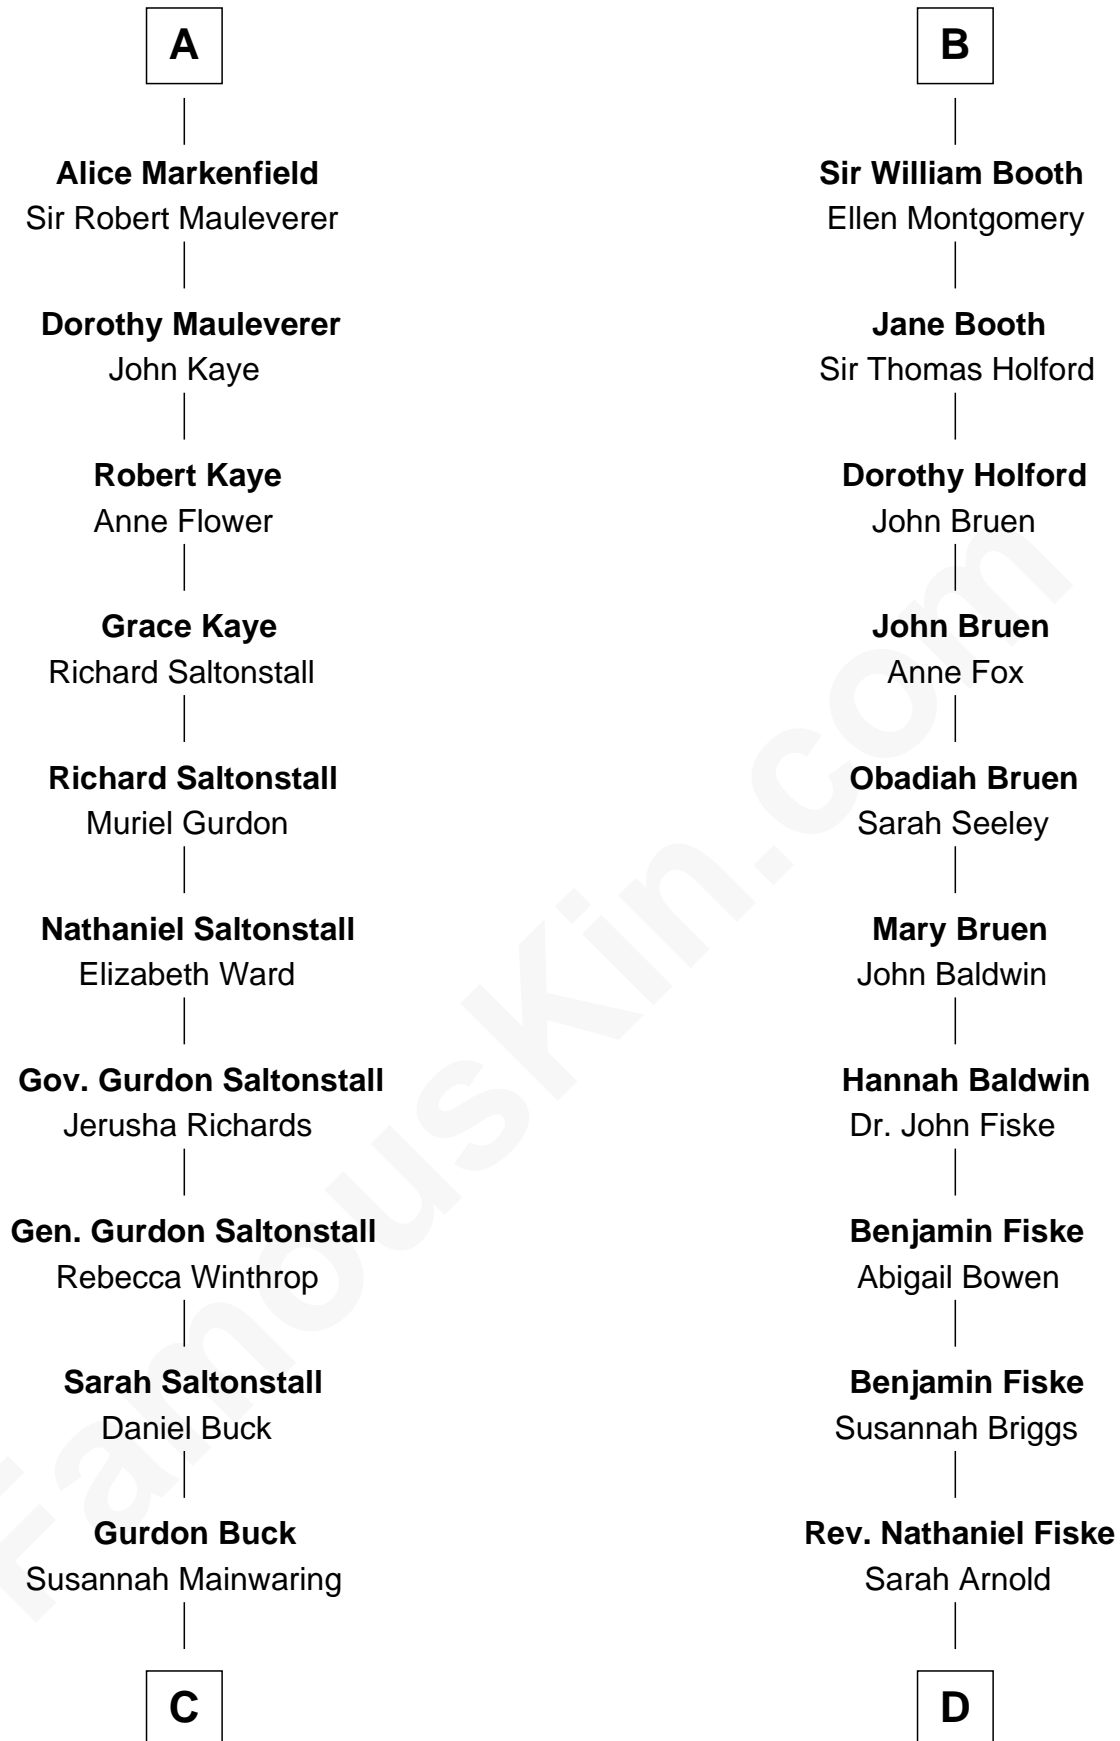 A
Alice Markenfield
Sir Robert Mauleverer
Dorothy Mauleverer
John Kaye
Robert Kaye
Anne Flower
Grace Kaye
Richard Saltonstall
Richard Saltonstall
Muriel Gurdon
Nathaniel Saltonstall
Elizabeth Ward
Gov. Gurdon Saltonstall
Jerusha Richards
Gen. Gurdon Saltonstall
Rebecca Winthrop
Sarah Saltonstall
Daniel Buck
Gurdon Buck
Susannah Mainwaring
C
B
Sir William Booth
Ellen Montgomery
Jane Booth
Sir Thomas Holford
Dorothy Holford
John Bruen
John Bruen
Anne Fox
Obadiah Bruen
Sarah Seeley
Mary Bruen
John Baldwin
Hannah Baldwin
Dr. John Fiske
Benjamin Fiske
Abigail Bowen
Benjamin Fiske
Susannah Briggs
Rev. Nathaniel Fiske
Sarah Arnold
D
FamousKin.com